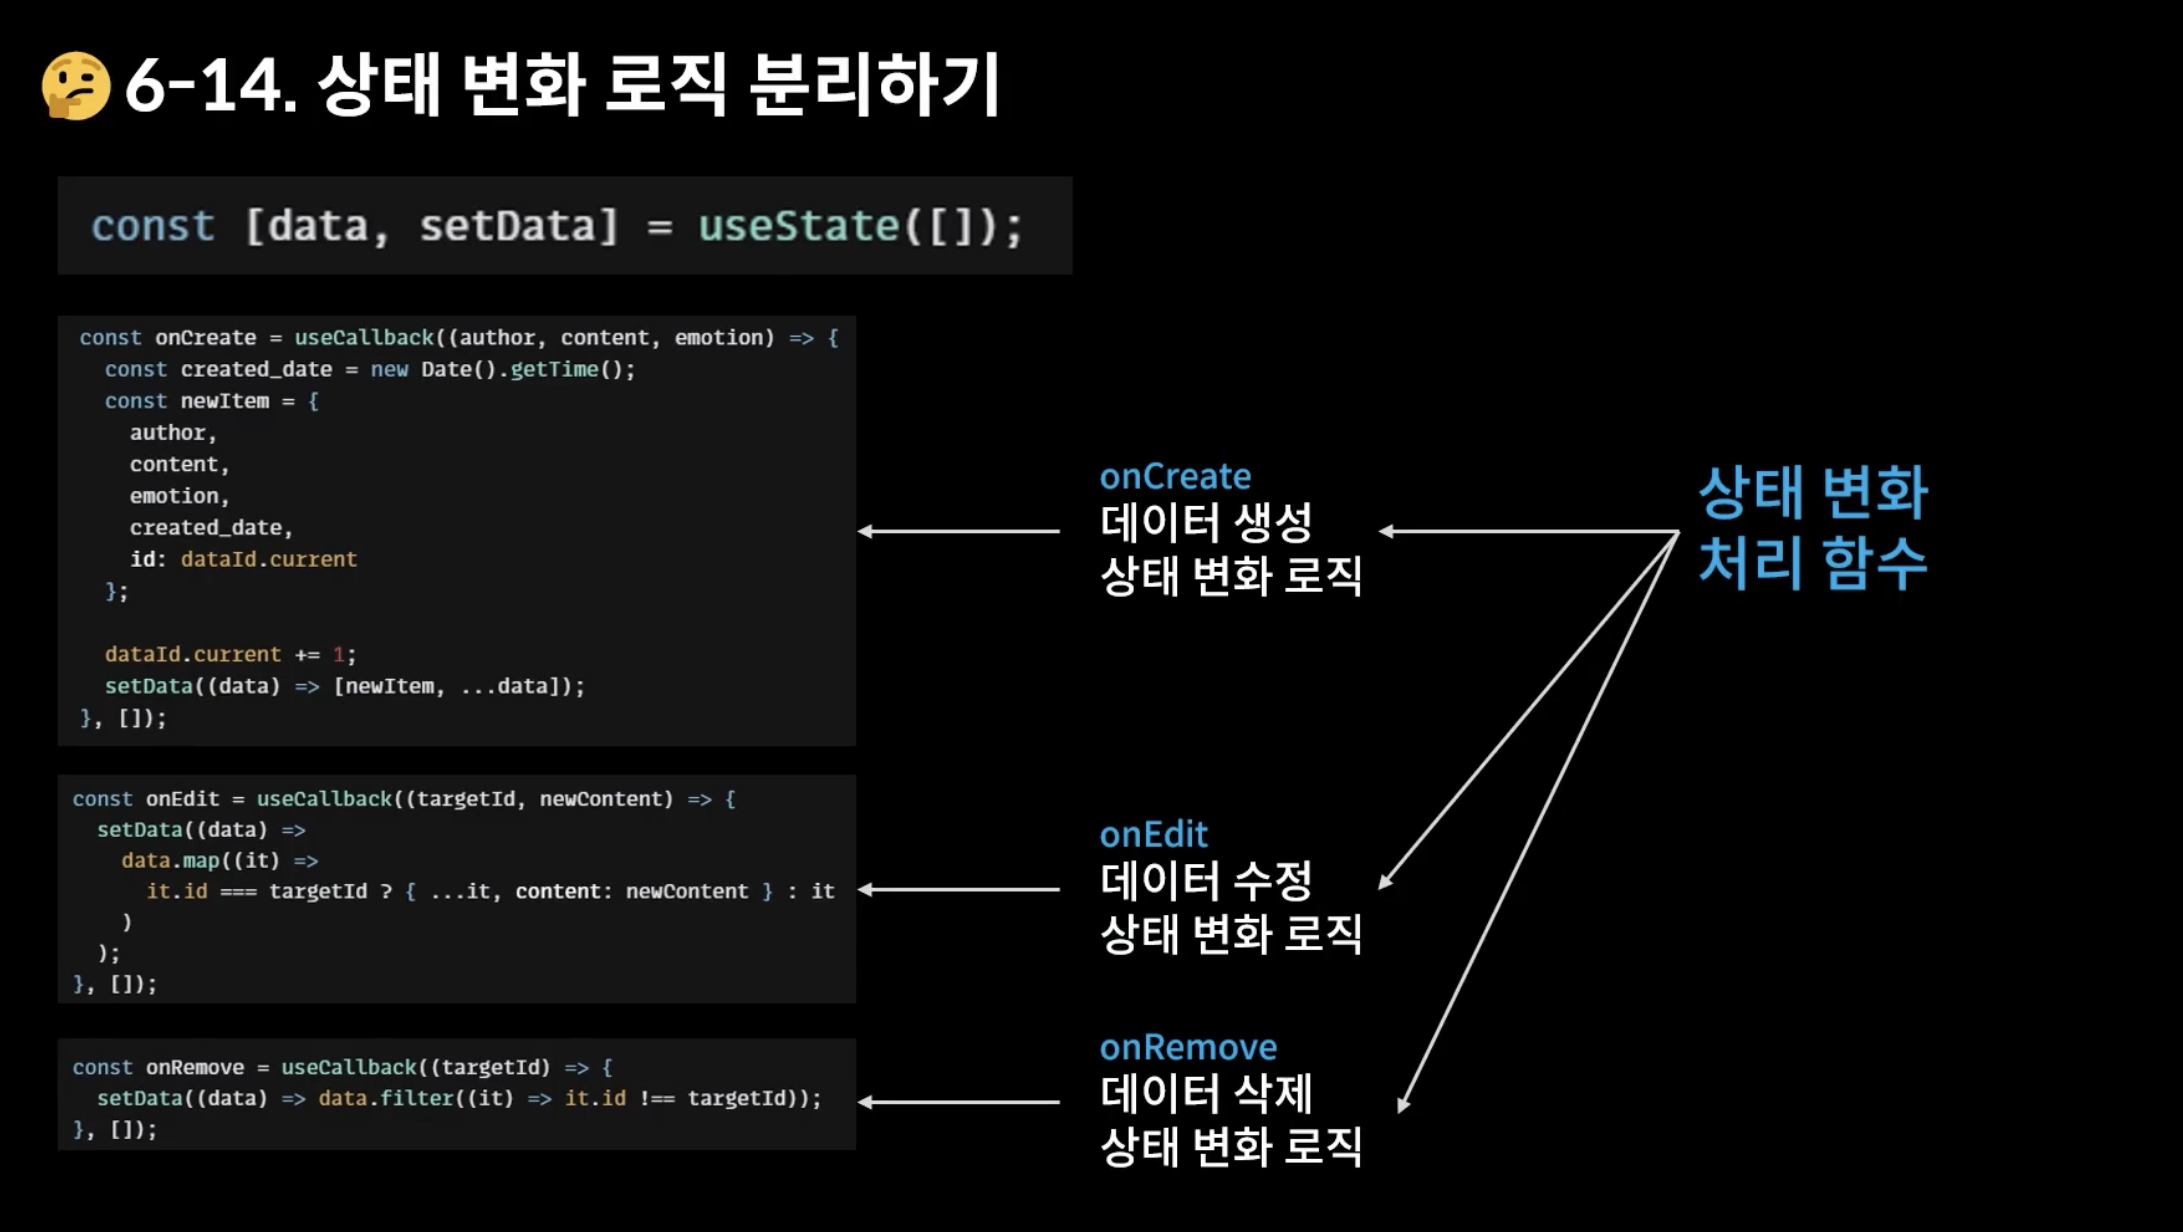 🤔 6-14. 상태 변화 로직 분리하기
const [data, setData] = useState([]);
const onCreate = useCallback((author, content, emotion) => {
  const created_date = new Date().getTime();
  const newItem = {
    author,
    content,
    emotion,
    created_date,
    id: dataId.current
  };

  dataId.current += 1;
  setData((data) => [newItem, ...data]);
}, []);
onCreate
데이터 생성
상태 변화 로직
상태 변화
처리 함수
const onEdit = useCallback((targetId, newContent) => {
  setData((data) =>
    data.map((it) =>
      it.id === targetId ? { ...it, content: newContent } : it
    )
  );
}, []);
onEdit
데이터 수정
상태 변화 로직
const onRemove = useCallback((targetId) => {
  setData((data) => data.filter((it) => it.id !== targetId));
}, []);
onRemove
데이터 삭제
상태 변화 로직